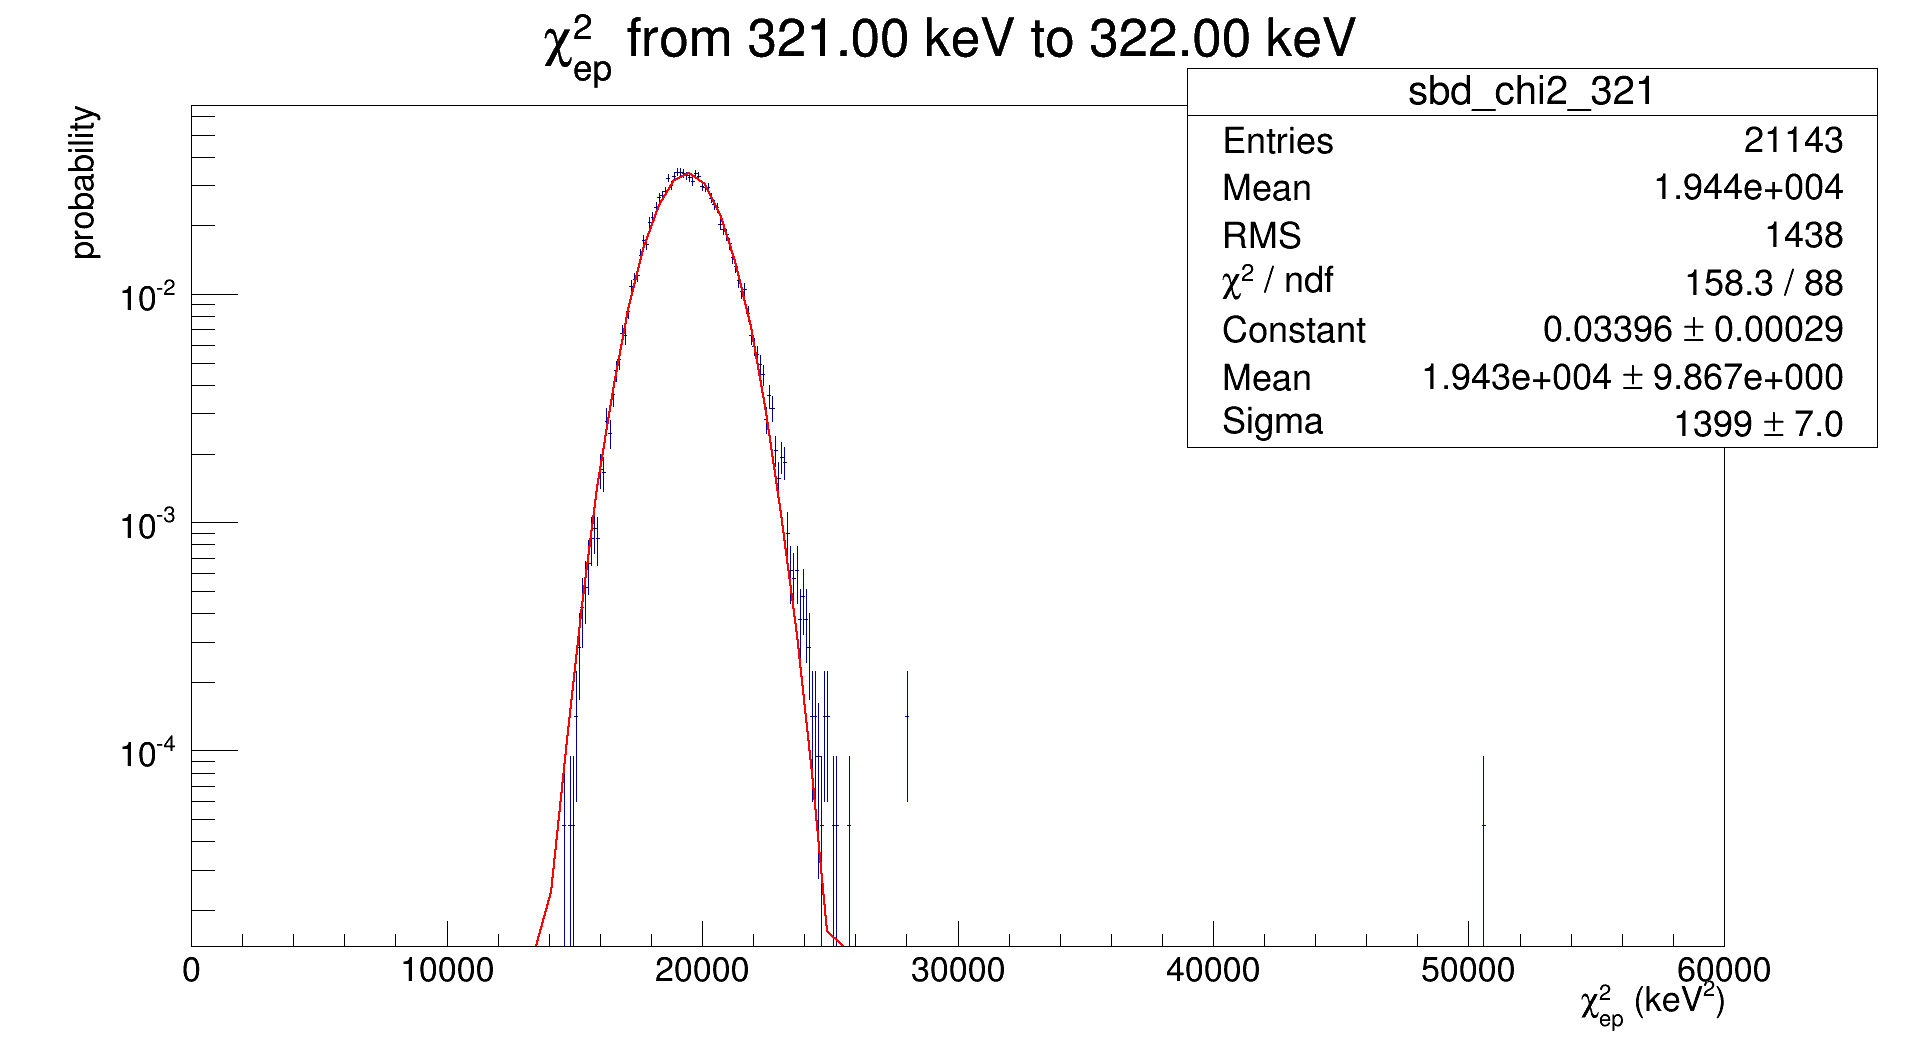 χ²ep from 321.00 keV to 322.00 keV
sbd_chi2_321
Entries 21143
Mean 1.944e+004
RMS 1438
χ² / ndf 158.3 / 88
Constant 0.03396 ± 0.00029
Mean 1.943e+004 ± 9.867e+000
Sigma 1399 ± 7.0
probability
10⁻²
10⁻³
10⁻⁴
0 10000 20000 30000 40000 50000 60000
χ²ep (keV²)